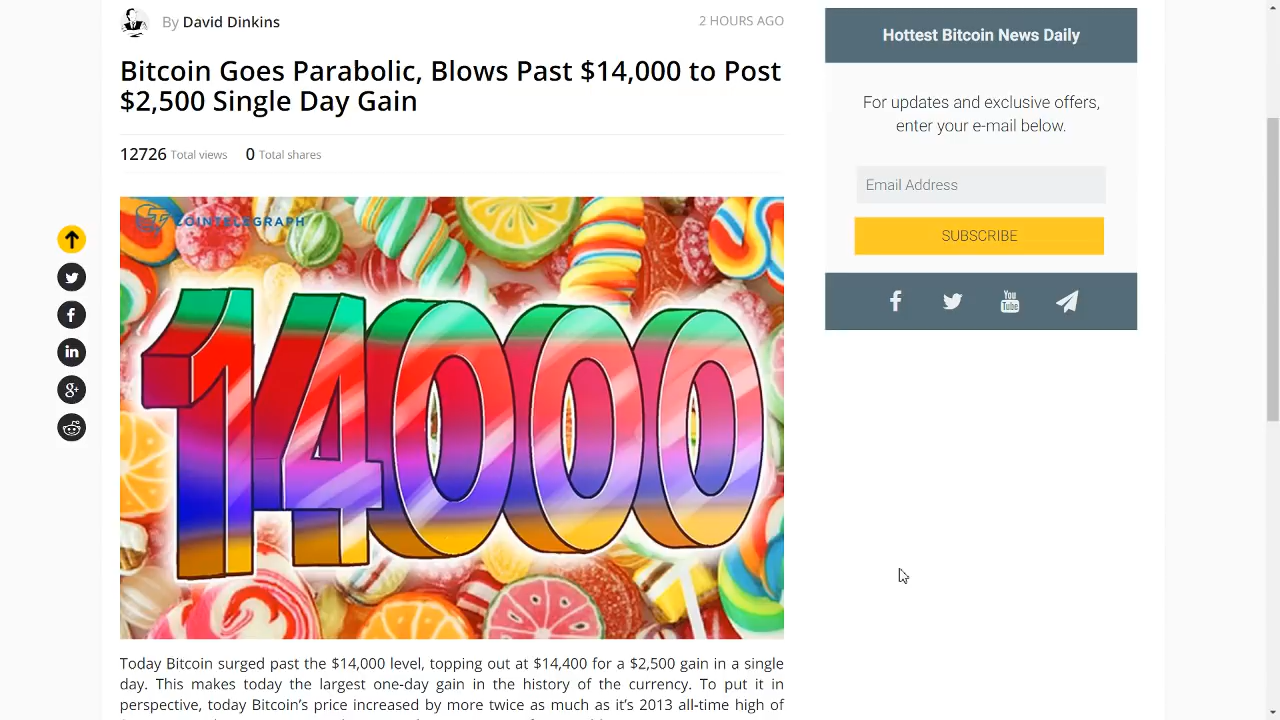 By David Dinkins
2 HOURS AGO
Bitcoin Goes Parabolic, Blows Past $14,000 to Post
$2,500 Single Day Gain
12726 Total views 0 Total shares
COINTELEGRAPH
14000
Today Bitcoin surged past the $14,000 level, topping out at $14,400 for a $2,500 gain in a single
day. This makes today the largest one-day gain in the history of the currency. To put it in
perspective, today Bitcoin's price increased by more twice as much as it's 2013 all-time high of
Hottest Bitcoin News Daily
For updates and exclusive offers,
enter your e-mail below.
Email Address
SUBSCRIBE
You
Tube